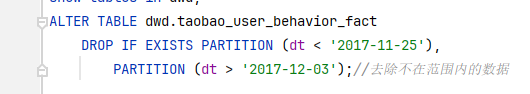 ALTER TABLE dwd.taobao_user_behavior_fact
DROP IF EXISTS PARTITION (dt < '2017-11-25'),
PARTITION (dt > '2017-12-03');//去除不在范围内的数据